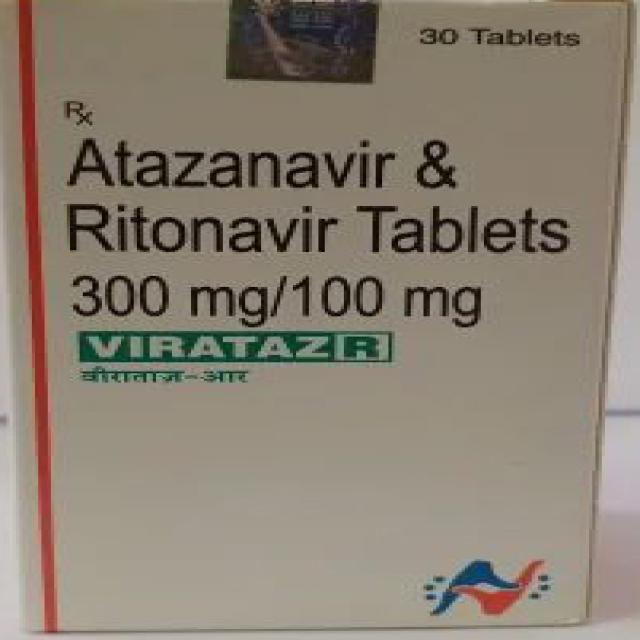 30 Tablets
Rx
Atazanavir &
Ritonavir Tablets
300 mg/100 mg
VIRATAZ R
वीराताज़-आर